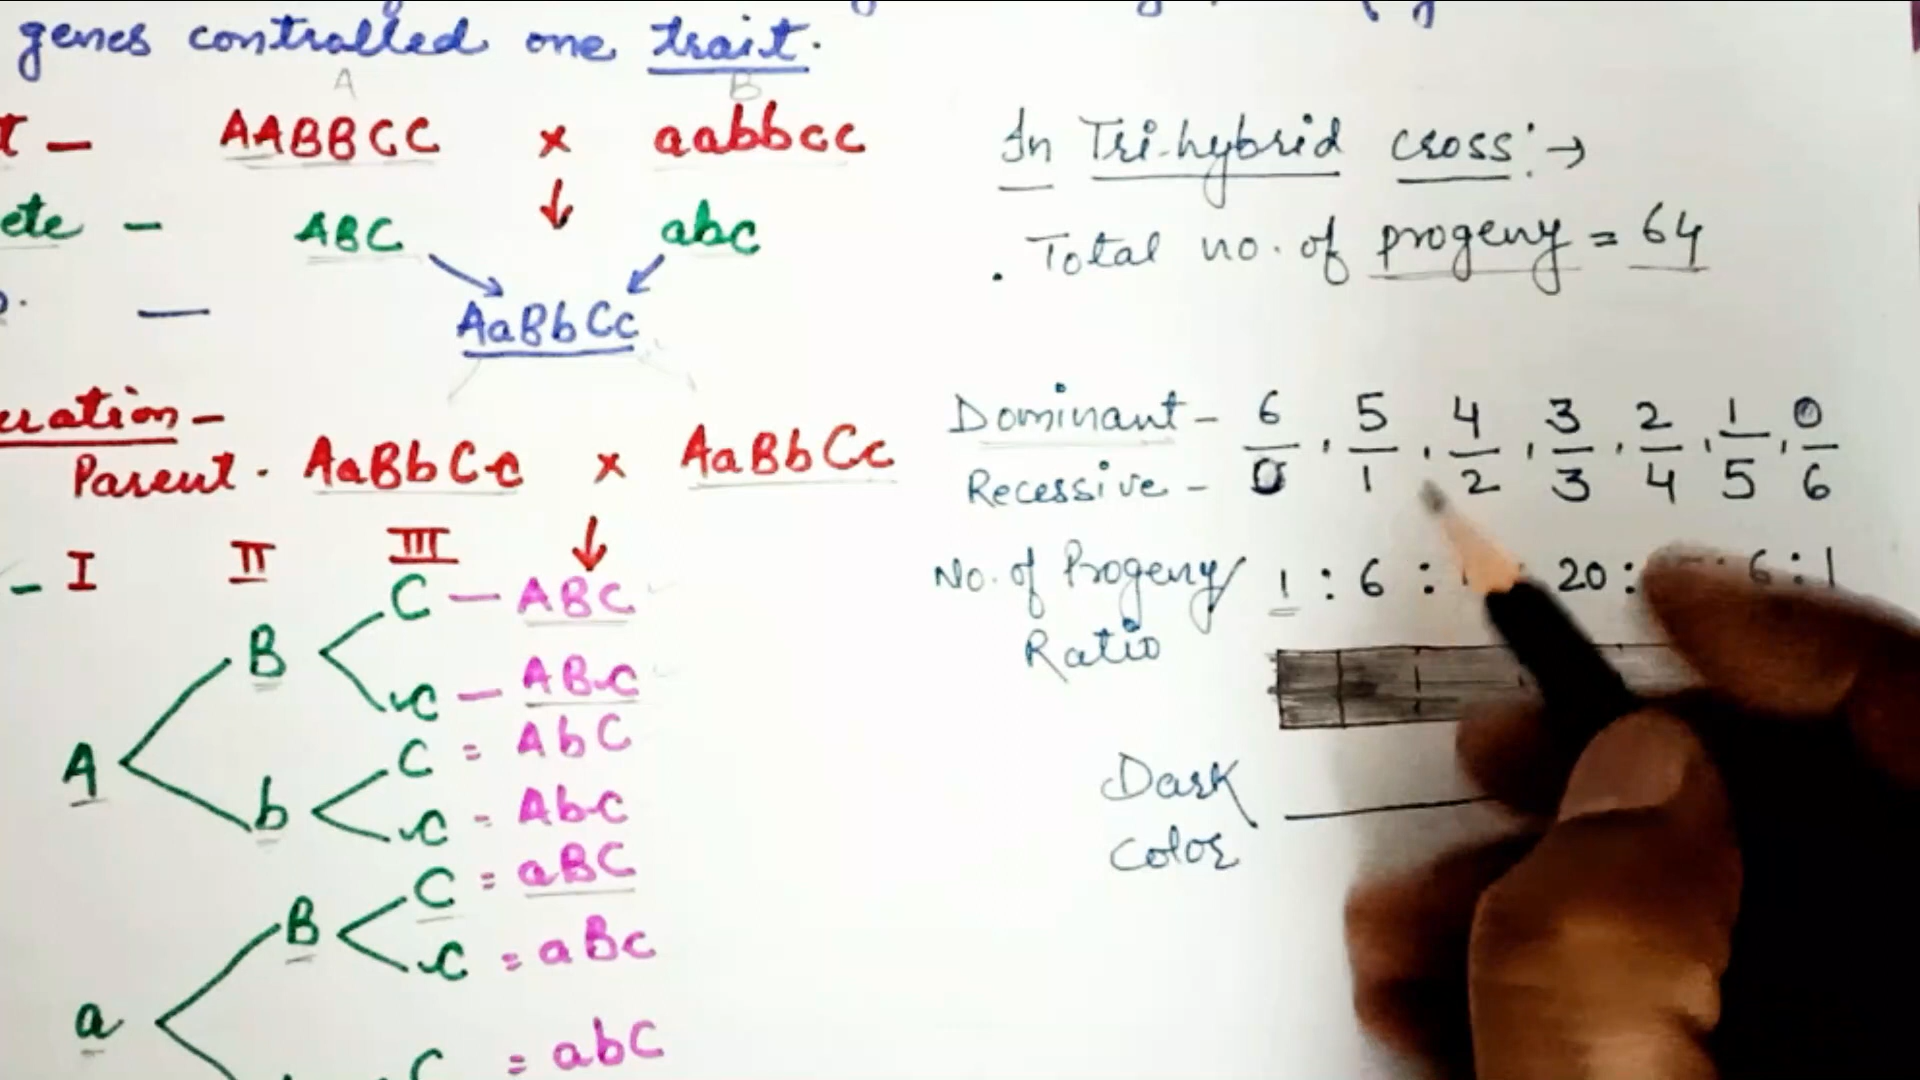 genes controlled one trait.
A B
t - AABBCC x aabbcc
ete - ABC abc
AaBbCc
eration -
Parent - AaBbCc x AaBbCc
- I II III
C - ABC
B
c - ABc
A
C = AbC
b
c - Abc
C = aBC
B
c = aBc
a
C = abC
In Tri-hybrid cross:→
. Total no. of progeny = 64
Dominant - 6 , 5 , 4 , 3 , 2 , 1 , 0
Recessive - 0 1 2 3 4 5 6
No. of Progeny/ 1 : 6 : : 20 : : 6 : 1
Ratio
Dark
color